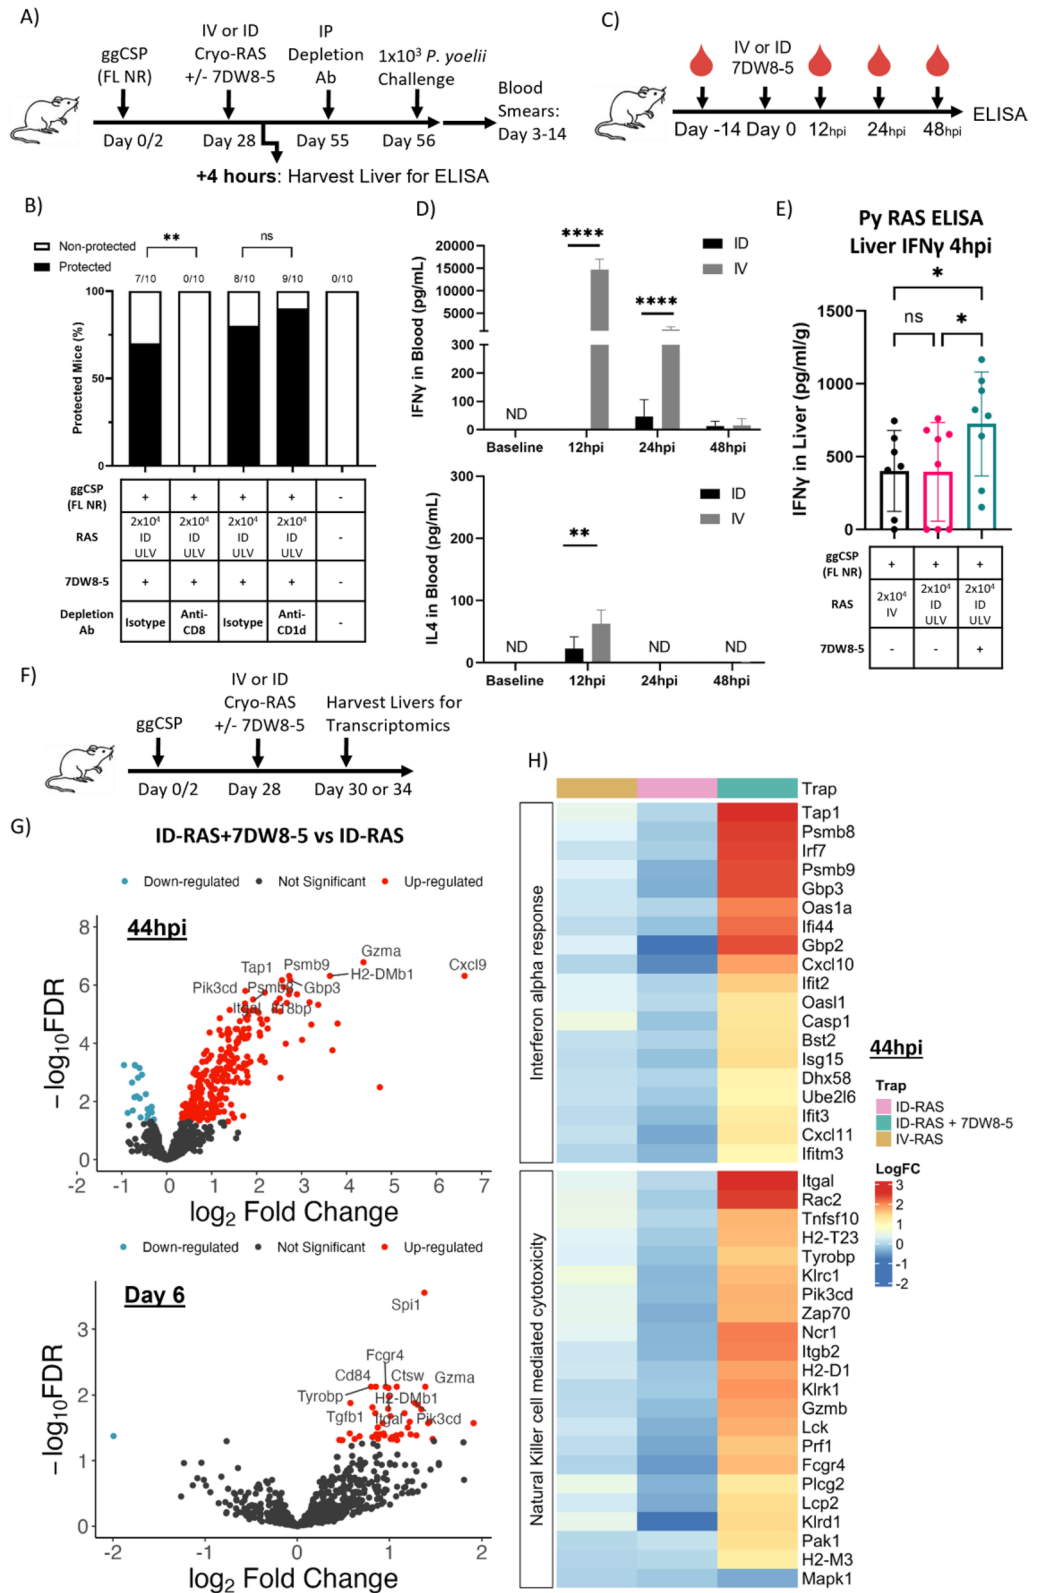 A)
ggCSP
(FL NR)
IV or ID
Cryo-RAS
+/- 7DW8-5
IP
Depletion
Ab
1x10³ P. yoelii
Challenge
Day 0/2
Day 28
Day 55
Day 56
Blood
Smears:
Day 3-14
+4 hours: Harvest Liver for ELISA
C)
IV or ID
7DW8-5
Day -14
Day 0
12hpi
24hpi
48hpi
ELISA
B)
Non-protected
Protected
**
ns
7/10
0/10
8/10
9/10
0/10
Protected Mice (%)
100
50
0
ggCSP
(FL NR)
+
+
+
+
-
RAS
2x10⁴
ID
ULV
2x10⁴
ID
ULV
2x10⁴
ID
ULV
2x10⁴
ID
ULV
-
7DW8-5
+
+
+
+
-
Depletion
Ab
Isotype
Anti-
CD8
Isotype
Anti-
CD1d
-
D)
IFNγ in Blood (pg/mL)
20000
15000
10000
5000
300
200
100
0
****
****
ID
IV
ND
Baseline
12hpi
24hpi
48hpi
IL4 in Blood (pg/mL)
300
200
100
0
**
ID
IV
ND
ND
ND
Baseline
12hpi
24hpi
48hpi
E)
Py RAS ELISA
Liver IFNγ 4hpi
*
ns
*
IFNγ in Liver (pg/ml/g)
1500
1000
500
0
ggCSP
(FL NR)
+
+
+
RAS
2x10⁴
IV
2x10⁴
ID
ULV
2x10⁴
ID
ULV
7DW8-5
-
-
+
F)
ggCSP
IV or ID
Cryo-RAS
+/- 7DW8-5
Harvest Livers for
Transcriptomics
Day 0/2
Day 28
Day 30 or 34
G)
ID-RAS+7DW8-5 vs ID-RAS
Down-regulated
Not Significant
Up-regulated
44hpi
Gzma
Cxcl9
Tap1
Psmb9
H2-DMb1
Pik3cd
Psmb8
Gbp3
Itgal
Il18bp
−log₁₀FDR
8
6
4
2
0
-2
-1
0
1
2
3
4
5
6
7
log₂ Fold Change
Down-regulated
Not Significant
Up-regulated
Day 6
Spi1
Fcgr4
Cd84
Ctsw
Gzma
Tyrobp
H2-DMb1
Tgfb1
Itgal
Pik3cd
−log₁₀FDR
3
2
1
0
-2
-1
0
1
2
log₂ Fold Change
H)
Trap
Interferon alpha response
Tap1
Psmb8
Irf7
Psmb9
Gbp3
Oas1a
Ifi44
Gbp2
Cxcl10
Ifit2
Oasl1
Casp1
Bst2
Isg15
Dhx58
Ube2l6
Ifit3
Cxcl11
Ifitm3
Natural Killer cell mediated cytotoxicity
Itgal
Rac2
Tnfsf10
H2-T23
Tyrobp
Klrc1
Pik3cd
Zap70
Ncr1
Itgb2
H2-D1
Klrk1
Gzmb
Lck
Prf1
Fcgr4
Plcg2
Lcp2
Klrd1
Pak1
H2-M3
Mapk1
44hpi
Trap
ID-RAS
ID-RAS + 7DW8-5
IV-RAS
LogFC
3
2
1
0
-1
-2